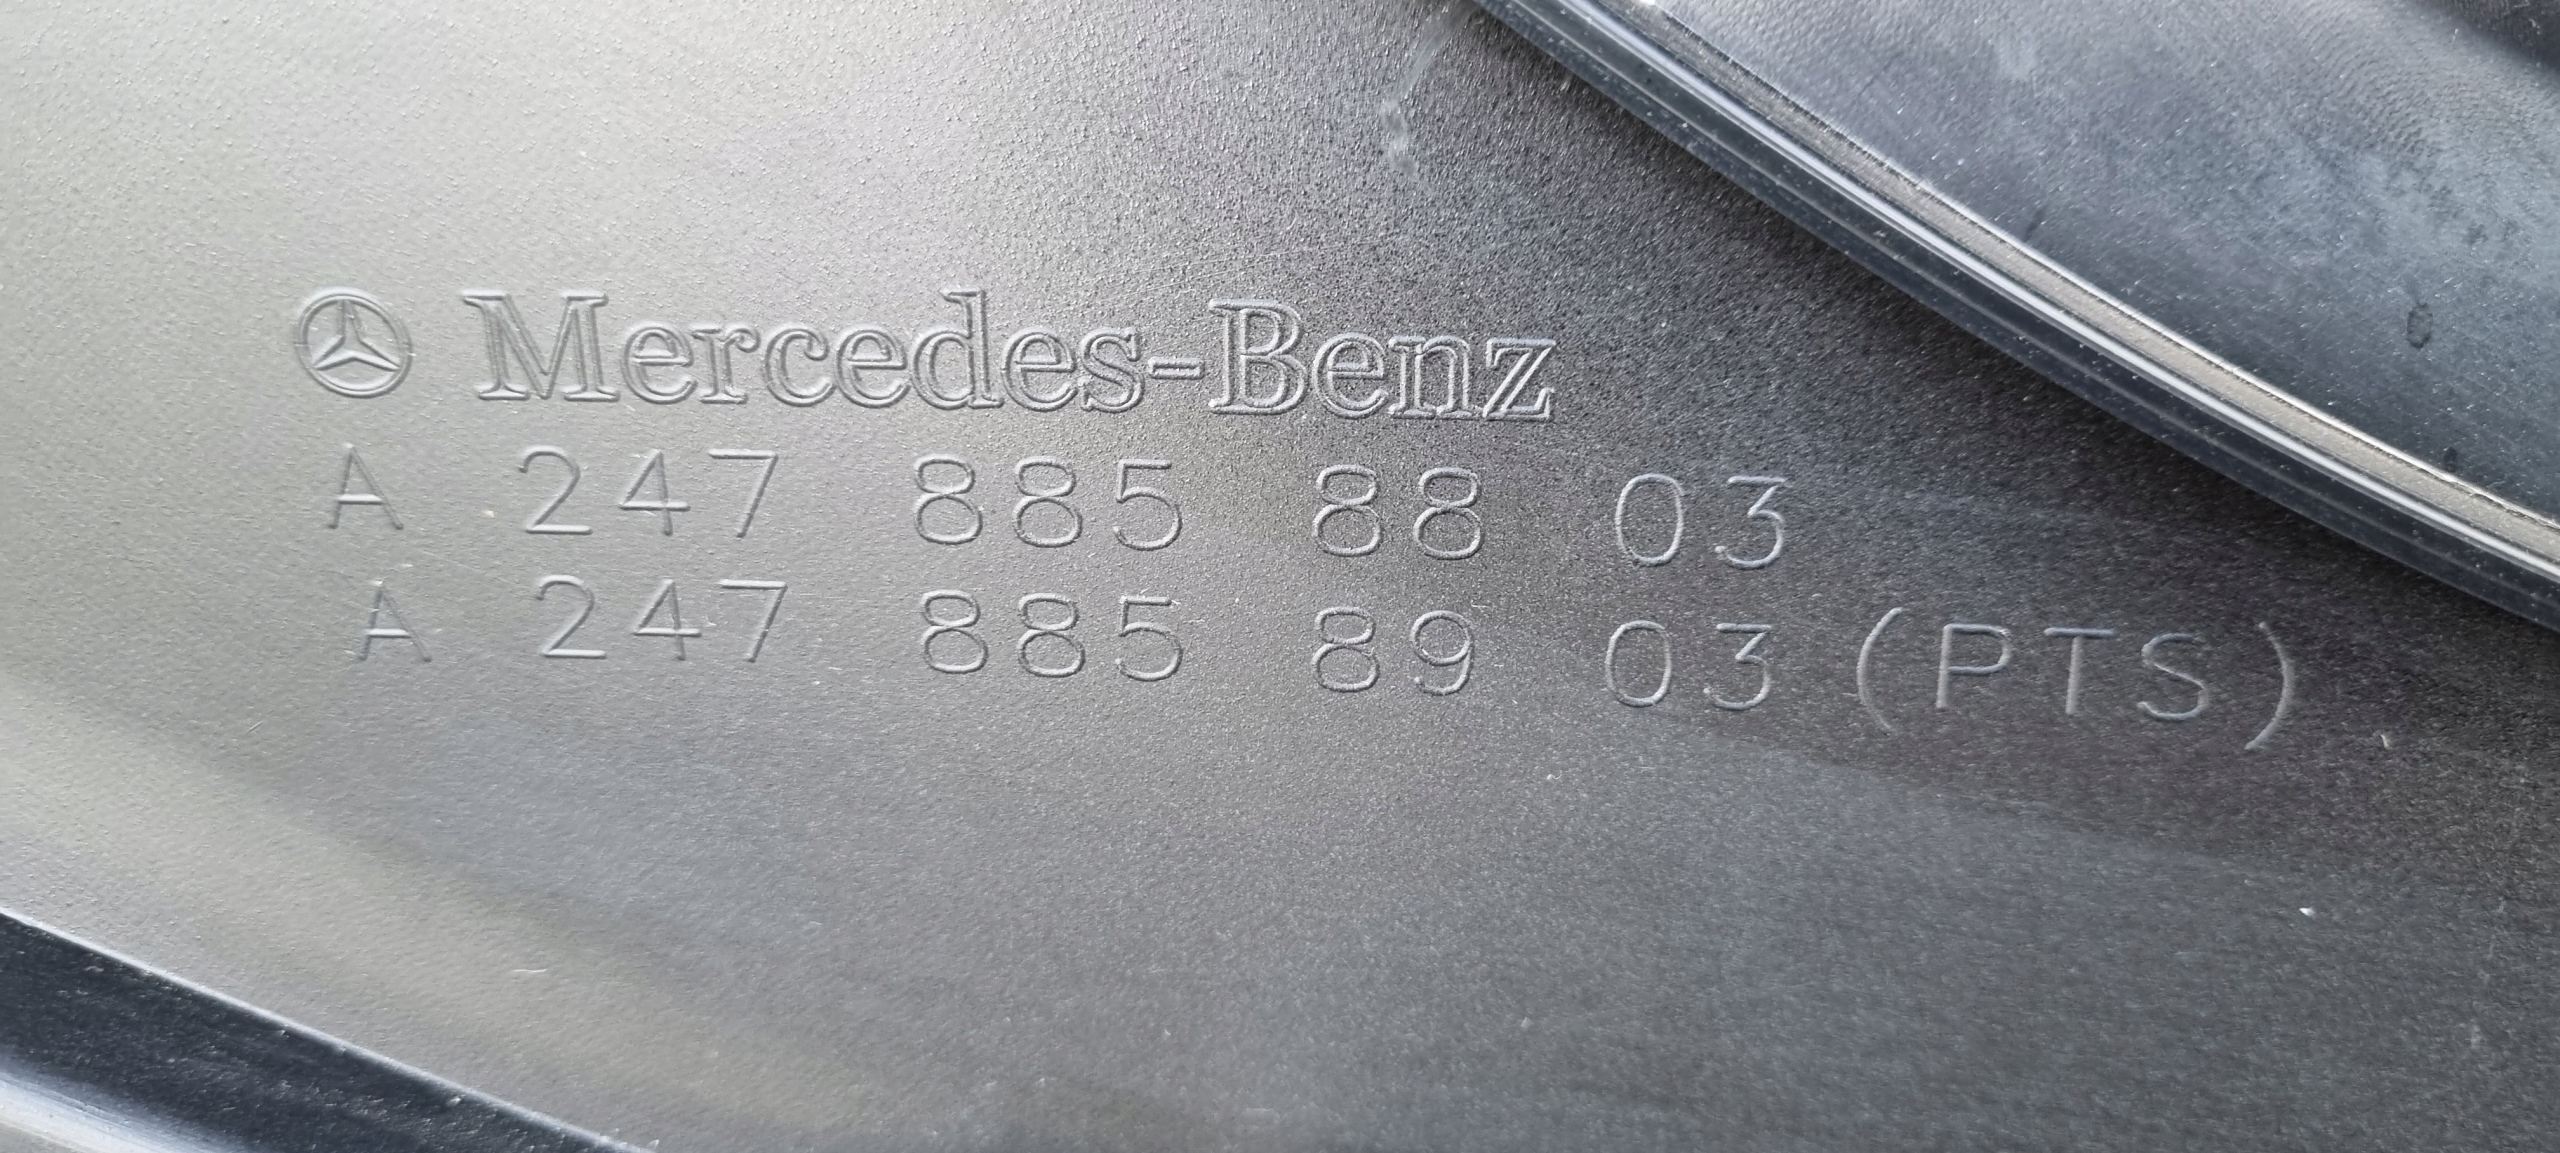 Mercedes-Benz
A 247 885 88 03
A 247 885 89 03 (PTS)